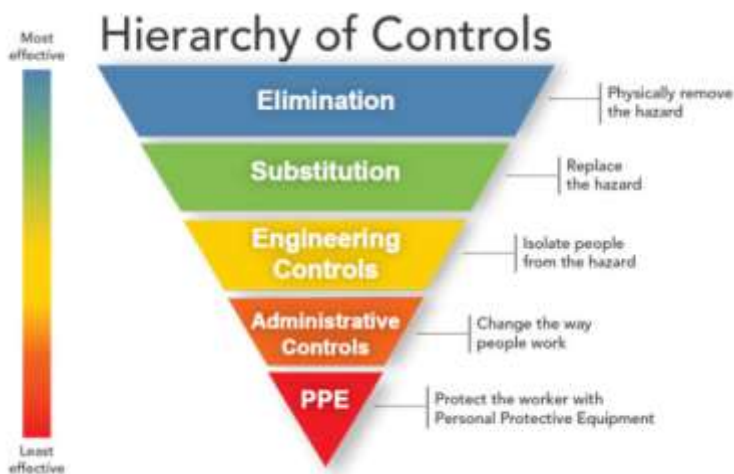 Hierarchy of Controls
Most
effective
Elimination
Physically remove
the hazard
Substitution
Replace
the hazard
Engineering
Controls
Isolate people
from the hazard
Administrative
Controls
Change the way
people work
PPE
Protect the worker with
Personal Protective Equipment
Least
effective